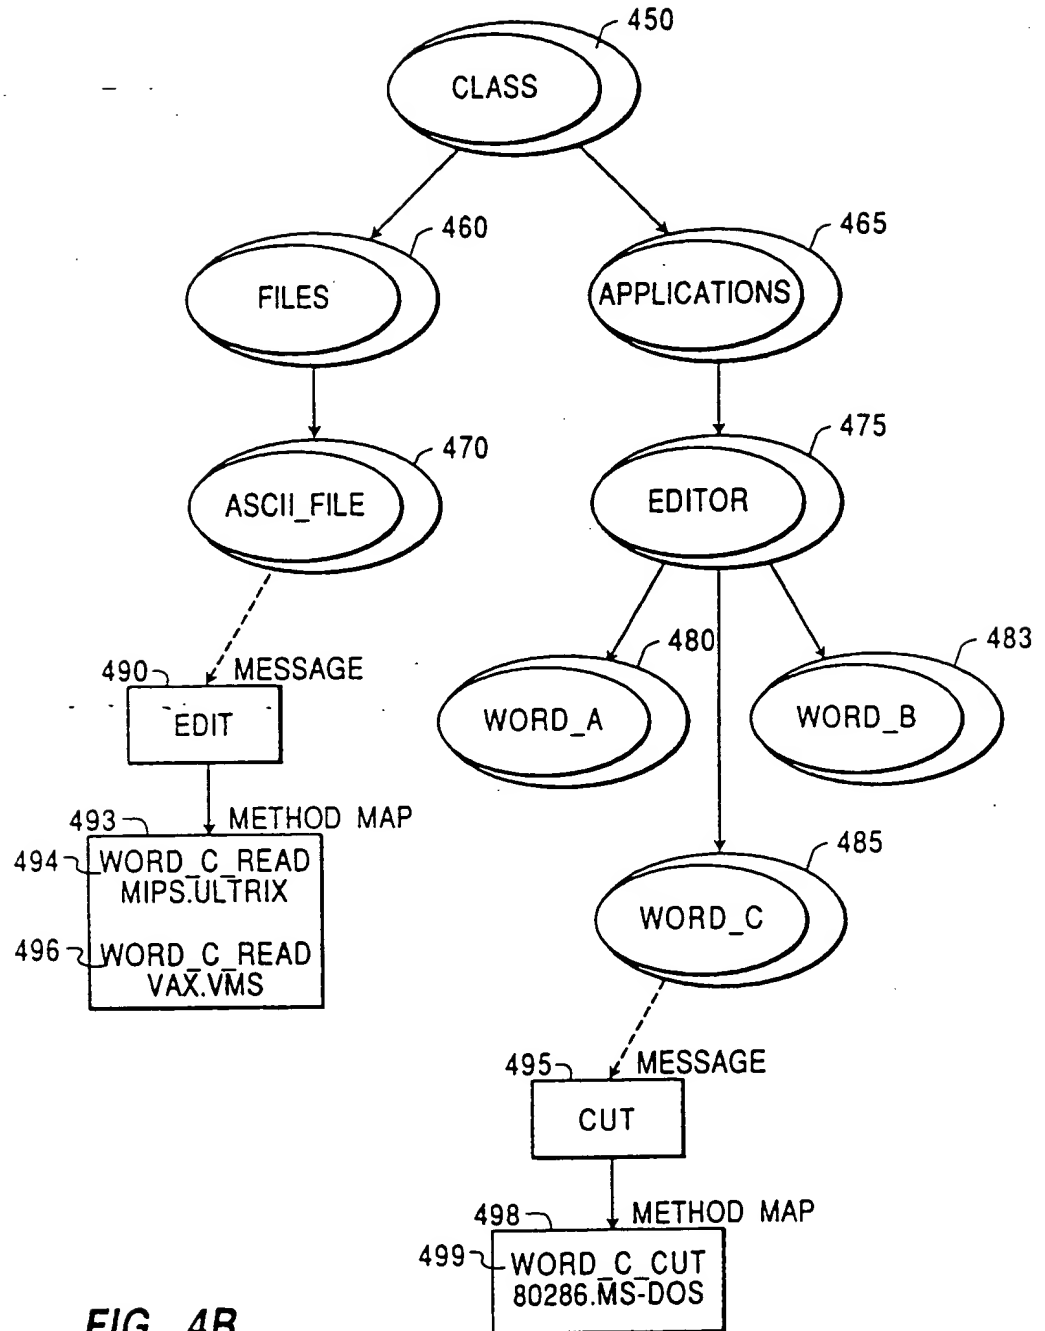 450
CLASS
460
465
FILES
APPLICATIONS
470
475
ASCII_FILE
EDITOR
480
483
490 MESSAGE
EDIT
WORD_A
WORD_B
493 METHOD MAP
494 WORD_C_READ
MIPS.ULTRIX
496 WORD_C_READ
VAX.VMS
485
WORD_C
495 MESSAGE
CUT
498 METHOD MAP
499 WORD_C_CUT
80286.MS-DOS
FIG. 4B